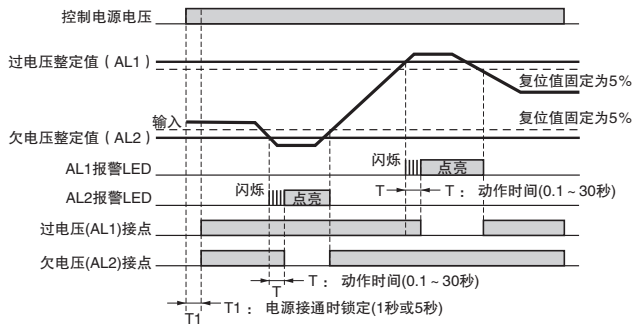 控制电源电压
过电压整定值（AL1）
复位值固定为5%
输入
复位值固定为5%
欠电压整定值（AL2）
AL1报警LED
闪烁
点亮
T
T： 动作时间(0.1～30秒)
AL2报警LED
闪烁
点亮
过电压(AL1)接点
欠电压(AL2)接点
T： 动作时间(0.1～30秒)
T
T1： 电源接通时锁定(1秒或5秒)
T1